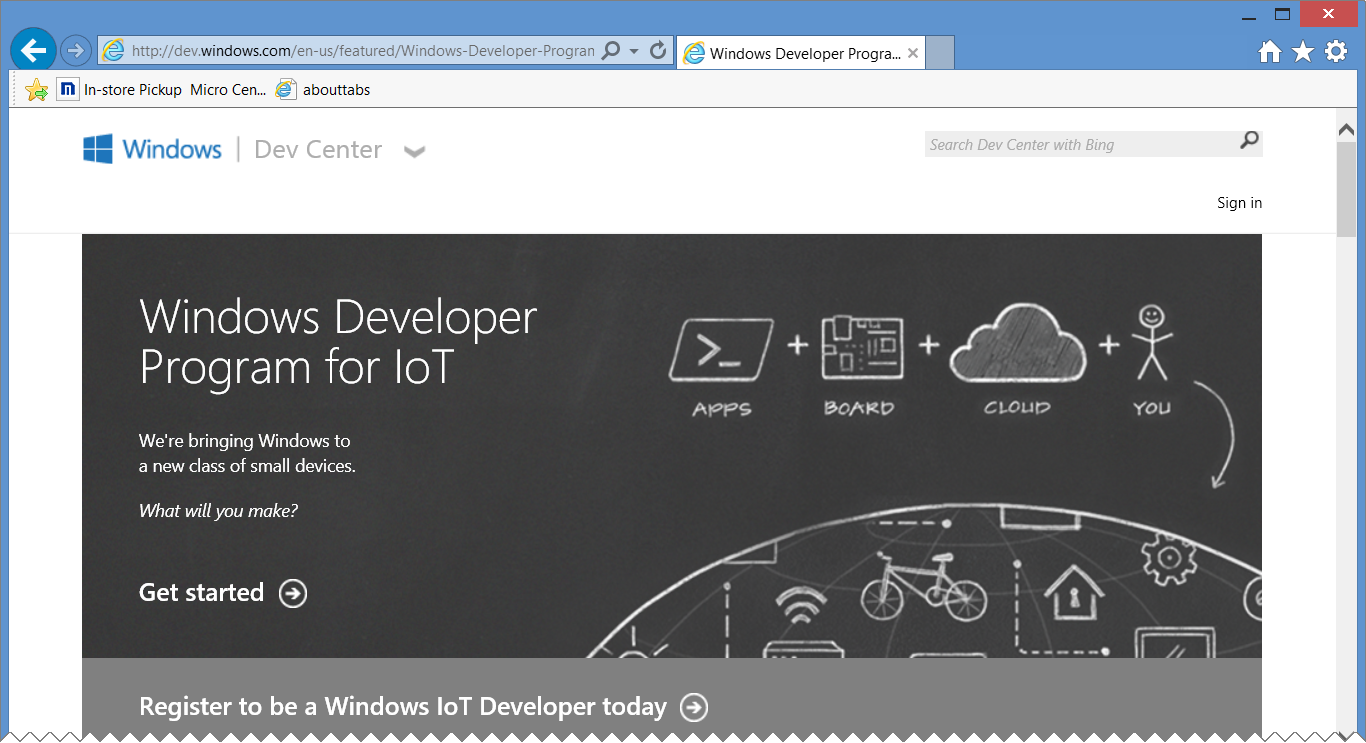 http://dev.windows.com/en-us/featured/Windows-Developer-Progran
Windows Developer Progra...
In-store Pickup
Micro Cen...
abouttabs
Windows | Dev Center
Search Dev Center with Bing
Sign in
Windows Developer
Program for IoT
We're bringing Windows to
a new class of small devices.
What will you make?
Get started
APPS + BOARD + CLOUD + YOU
Register to be a Windows IoT Developer today